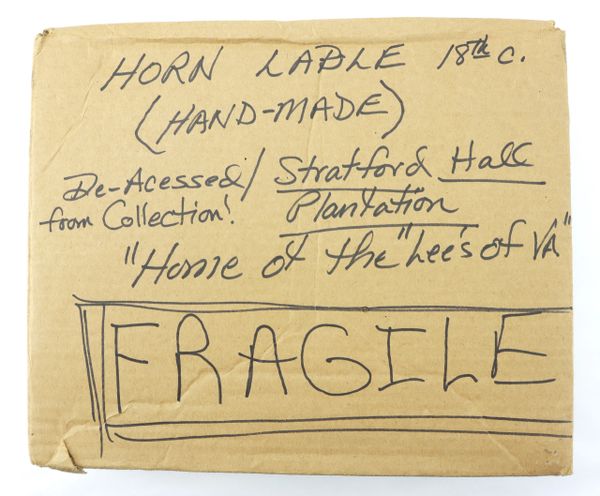 HORN LADLE 18th c.
(HAND-MADE)
De-Acessed/ Stratford Hall
from Collection! Plantation
"Home of the "Lee's of VA"
FRAGILE